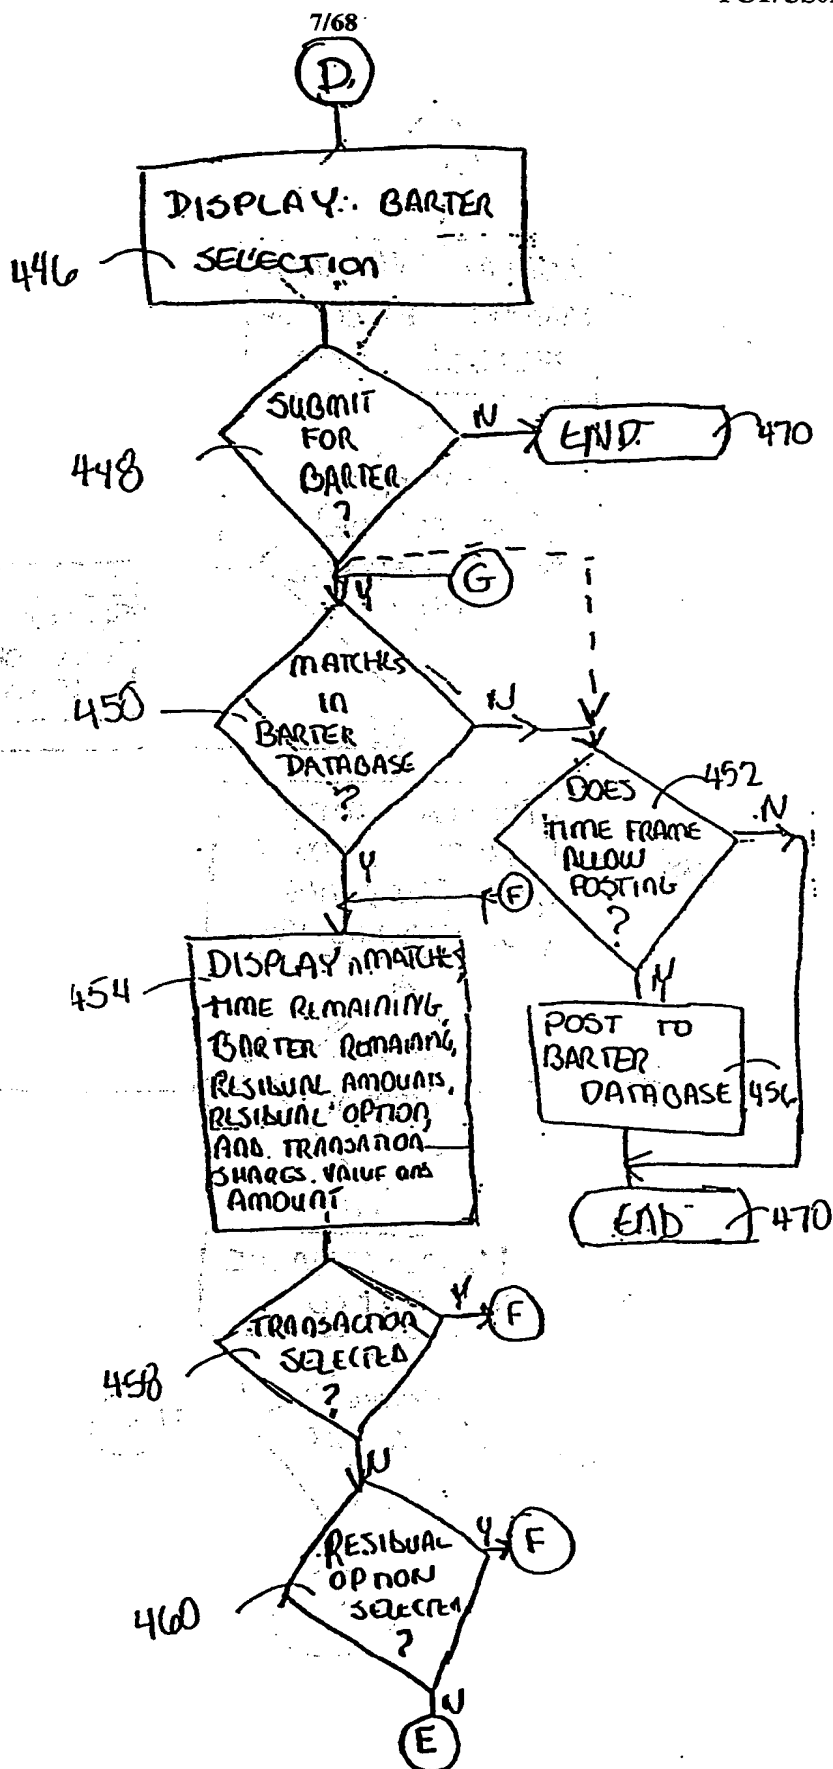 7/68
D
DISPLAY: BARTER
SELECTION
446
SUBMIT
FOR
BARTER
?
448
N
END
470
Y
G
MATCHES
IN
BARTER
DATABASE
?
450
N
DOES
TIME FRAME
ALLOW
POSTING
?
452
N
Y
F
DISPLAY n MATCHES,
TIME REMAINING,
BARTER REMAINING,
RESIDUAL AMOUNTS,
RESIDUAL OPTION,
AND TRANSATION
SHARES. VALUE AND
AMOUNT
454
Y
POST TO
BARTER
DATABASE
456
END
470
TRANSACTION
SELECTED
?
458
Y
F
N
RESIDUAL
OPTION
SELECTED
?
460
Y
F
N
E